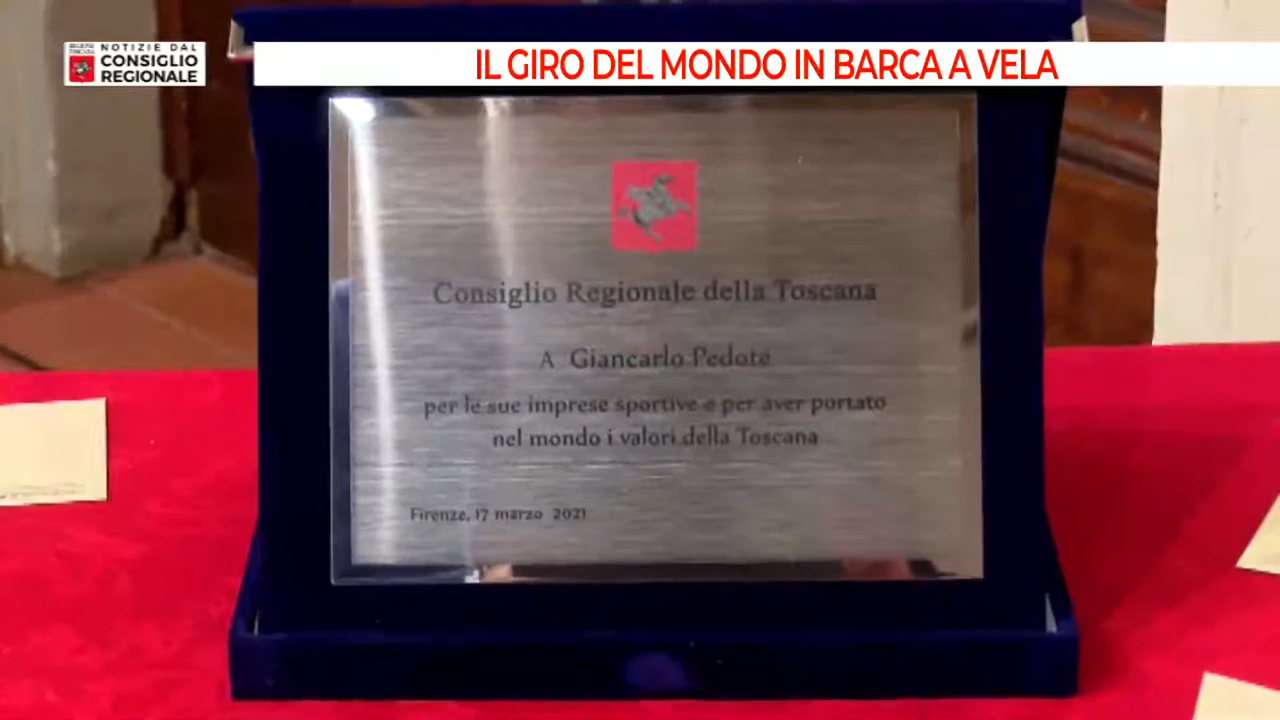 NOTIZIE DAL
CONSIGLIO
REGIONALE
IL GIRO DEL MONDO IN BARCA A VELA
Consiglio Regionale della Toscana
A Giancarlo Pedote
per le sue imprese sportive e per aver portato
nel mondo i valori della Toscana
Firenze, 17 marzo 2021